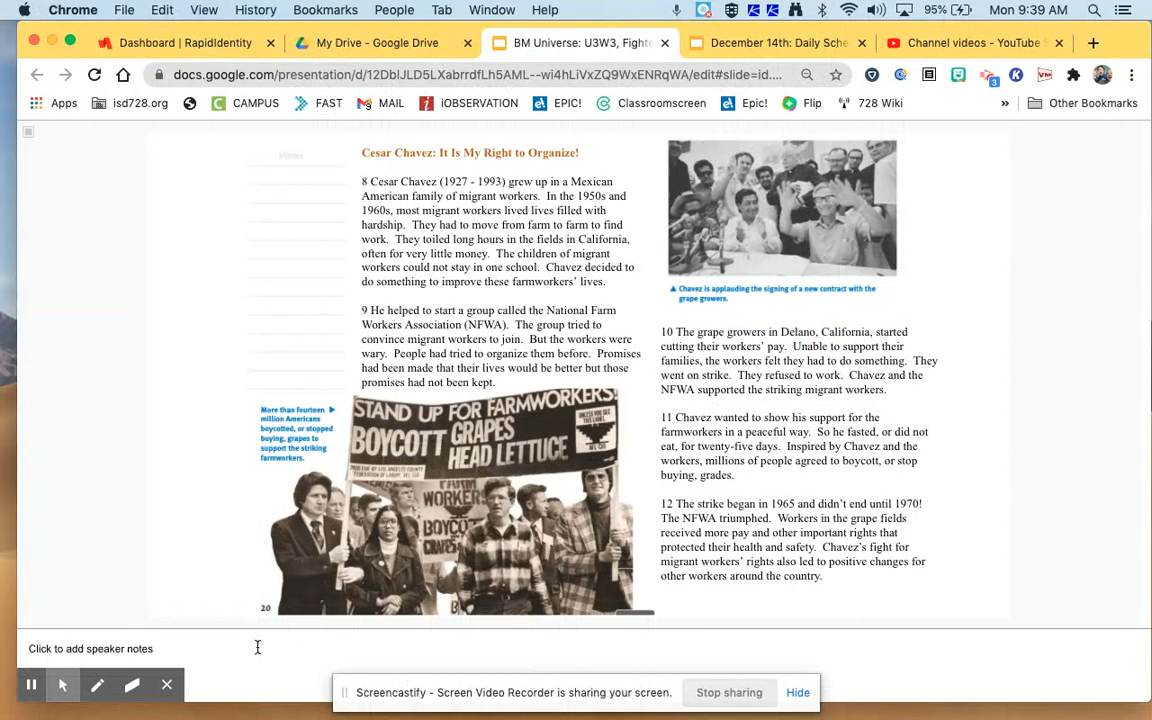 Chrome File Edit View History Bookmarks People Tab Window Help 95% Mon 9:39 AM
Dashboard | RapidIdentity My Drive - Google Drive BM Universe: U3W3, Fighte December 14th: Daily Sche Channel videos - YouTube
docs.google.com/presentation/d/12DblJLD5LXabrrdfLh5AML--wi4hLiVxZQ9WxENRqWA/edit#slide=id....
3
Apps isd728.org CAMPUS FAST MAIL iOBSERVATION EPIC! Classroomscreen Epic! Flip 728 Wiki » Other Bookmarks
Cesar Chavez: It Is My Right to Organize!
8 Cesar Chavez (1927 - 1993) grew up in a Mexican
American family of migrant workers. In the 1950s and
1960s, most migrant workers lived lives filled with
hardship. They had to move from farm to farm to find
work. They toiled long hours in the fields in California,
often for very little money. The children of migrant
workers could not stay in one school. Chavez decided to
do something to improve these farmworkers' lives.
9 He helped to start a group called the National Farm
Workers Association (NFWA). The group tried to
convince migrant workers to join. But the workers were
wary. People had tried to organize them before. Promises
had been made that their lives would be better but those
promises had not been kept.
More than fourteen
million Americans
boycotted, or stopped
buying, grapes to
support the striking
farmworkers.
STAND UP FOR FARMWORKERS!
BOYCOTT GRAPES
HEAD LETTUCE
WORKER
BOYCO
GRAPES
20
Chavez is applauding the signing of a new contract with the
grape growers.
10 The grape growers in Delano, California, started
cutting their workers' pay. Unable to support their
families, the workers felt they had to do something. They
went on strike. They refused to work. Chavez and the
NFWA supported the striking migrant workers.
11 Chavez wanted to show his support for the
farmworkers in a peaceful way. So he fasted, or did not
eat, for twenty-five days. Inspired by Chavez and the
workers, millions of people agreed to boycott, or stop
buying, grades.
12 The strike began in 1965 and didn't end until 1970!
The NFWA triumphed. Workers in the grape fields
received more pay and other important rights that
protected their health and safety. Chavez's fight for
migrant workers' rights also led to positive changes for
other workers around the country.
Click to add speaker notes
Screencastify - Screen Video Recorder is sharing your screen. Stop sharing Hide